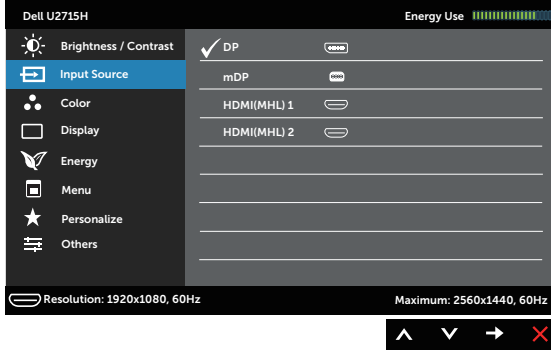 Dell U2715H
Energy Use
Brightness / Contrast
DP
Input Source
mDP
Color
HDMI(MHL) 1
Display
HDMI(MHL) 2
Energy
Menu
Personalize
Others
Resolution: 1920x1080, 60Hz
Maximum: 2560x1440, 60Hz